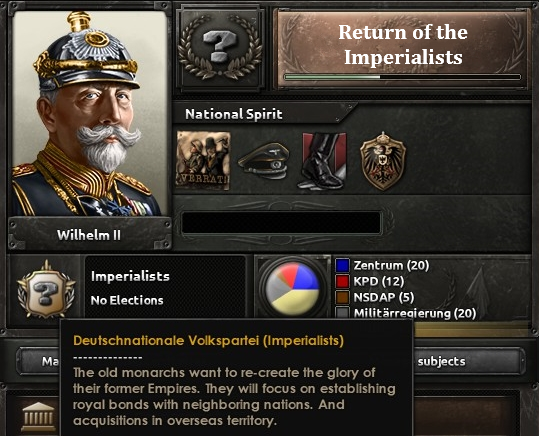 Return of the
Imperialists
National Spirit
VERRAT!
Wilhelm II
Imperialists
No Elections
Zentrum (20)
KPD (12)
NSDAP (5)
Militärregierung (20)
Deutschnationale Volkspartei (Imperialists)
--------------
The old monarchs want to re-create the glory of
their former Empires. They will focus on establishing
royal bonds with neighboring nations. And
acquisitions in overseas territory.
Ma
subjects